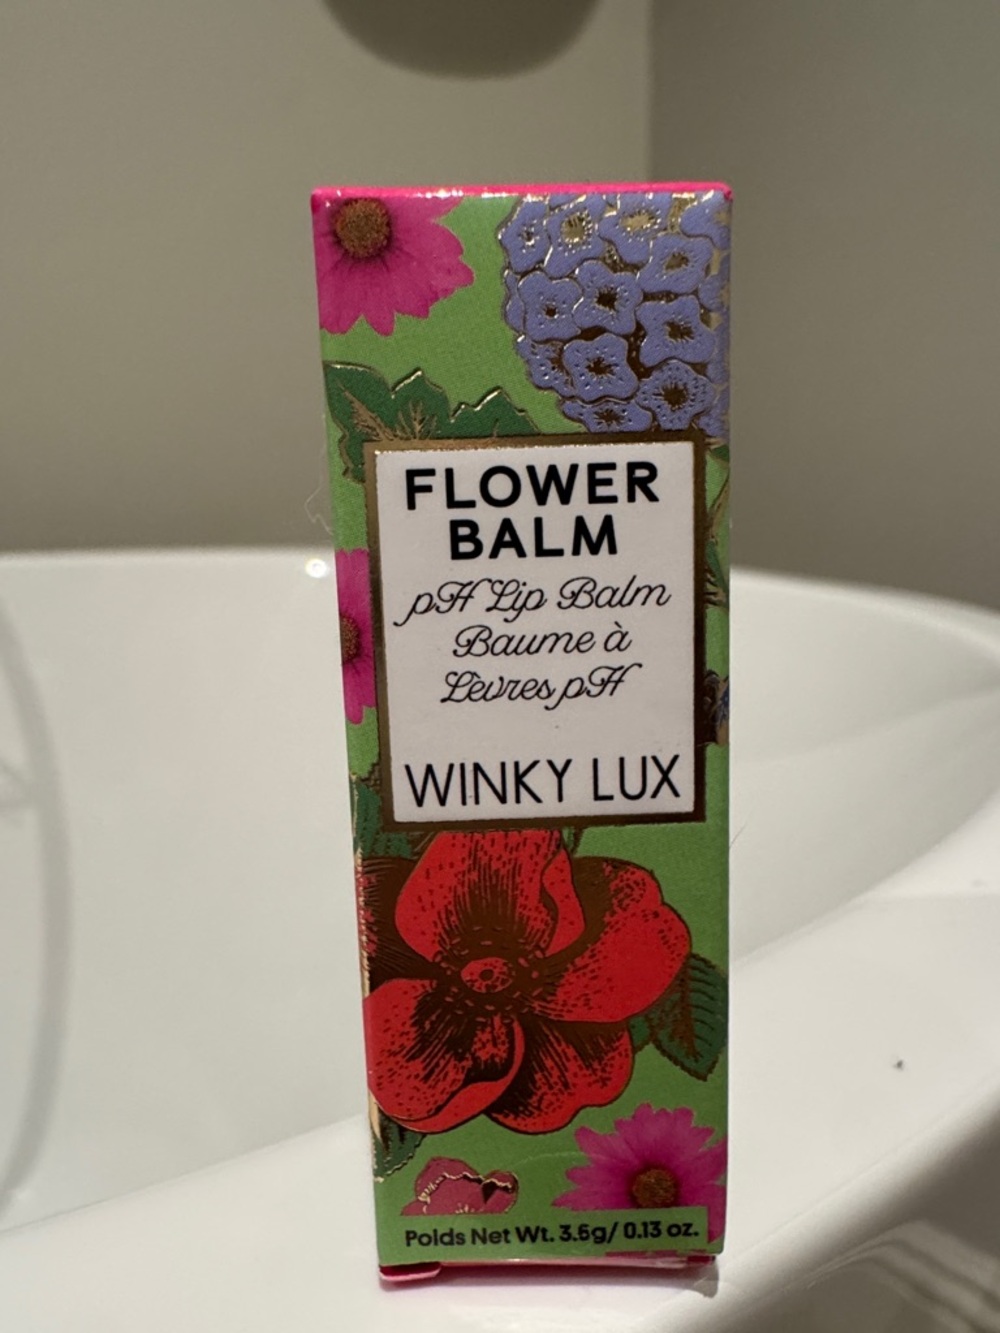 FLOWER
BALM
pH Lip Balm
Baume à
Lèvres pH
WINKY LUX
Poids Net Wt. 3.6g/ 0.13 oz.